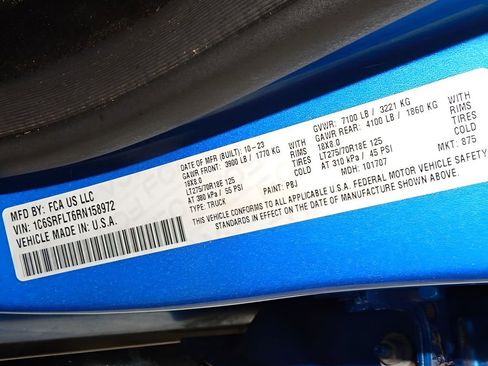 MFD BY: FCA US LLC
DATE OF MFR (BUILT): 10-23
GVWR: 7100 LB / 3221 KG
GAWR FRONT: 3900 LB / 1770 KG WITH
GAWR REAR: 4100 LB / 1860 KG WITH
18X8.0 RIMS
18X8.0 RIMS
LT275/70R18E 125 TIRES
LT275/70R18E 125 TIRES
AT 380 kPa / 55 PSI COLD
AT 310 kPa / 45 PSI COLD
VIN: 1C6SRFLT6RN158972
TYPE: TRUCK
PAINT: PBJ
MDH: 101707
MKT: 875
VEHICLE MADE IN: U.S.A.
THIS VEHICLE CONFORMS TO ALL APPLICABLE U.S.A. FEDERAL MOTOR VEHICLE SAFETY
STANDARDS IN EFFECT ON THE DATE OF MANUFACTURE SHOWN ABOVE.